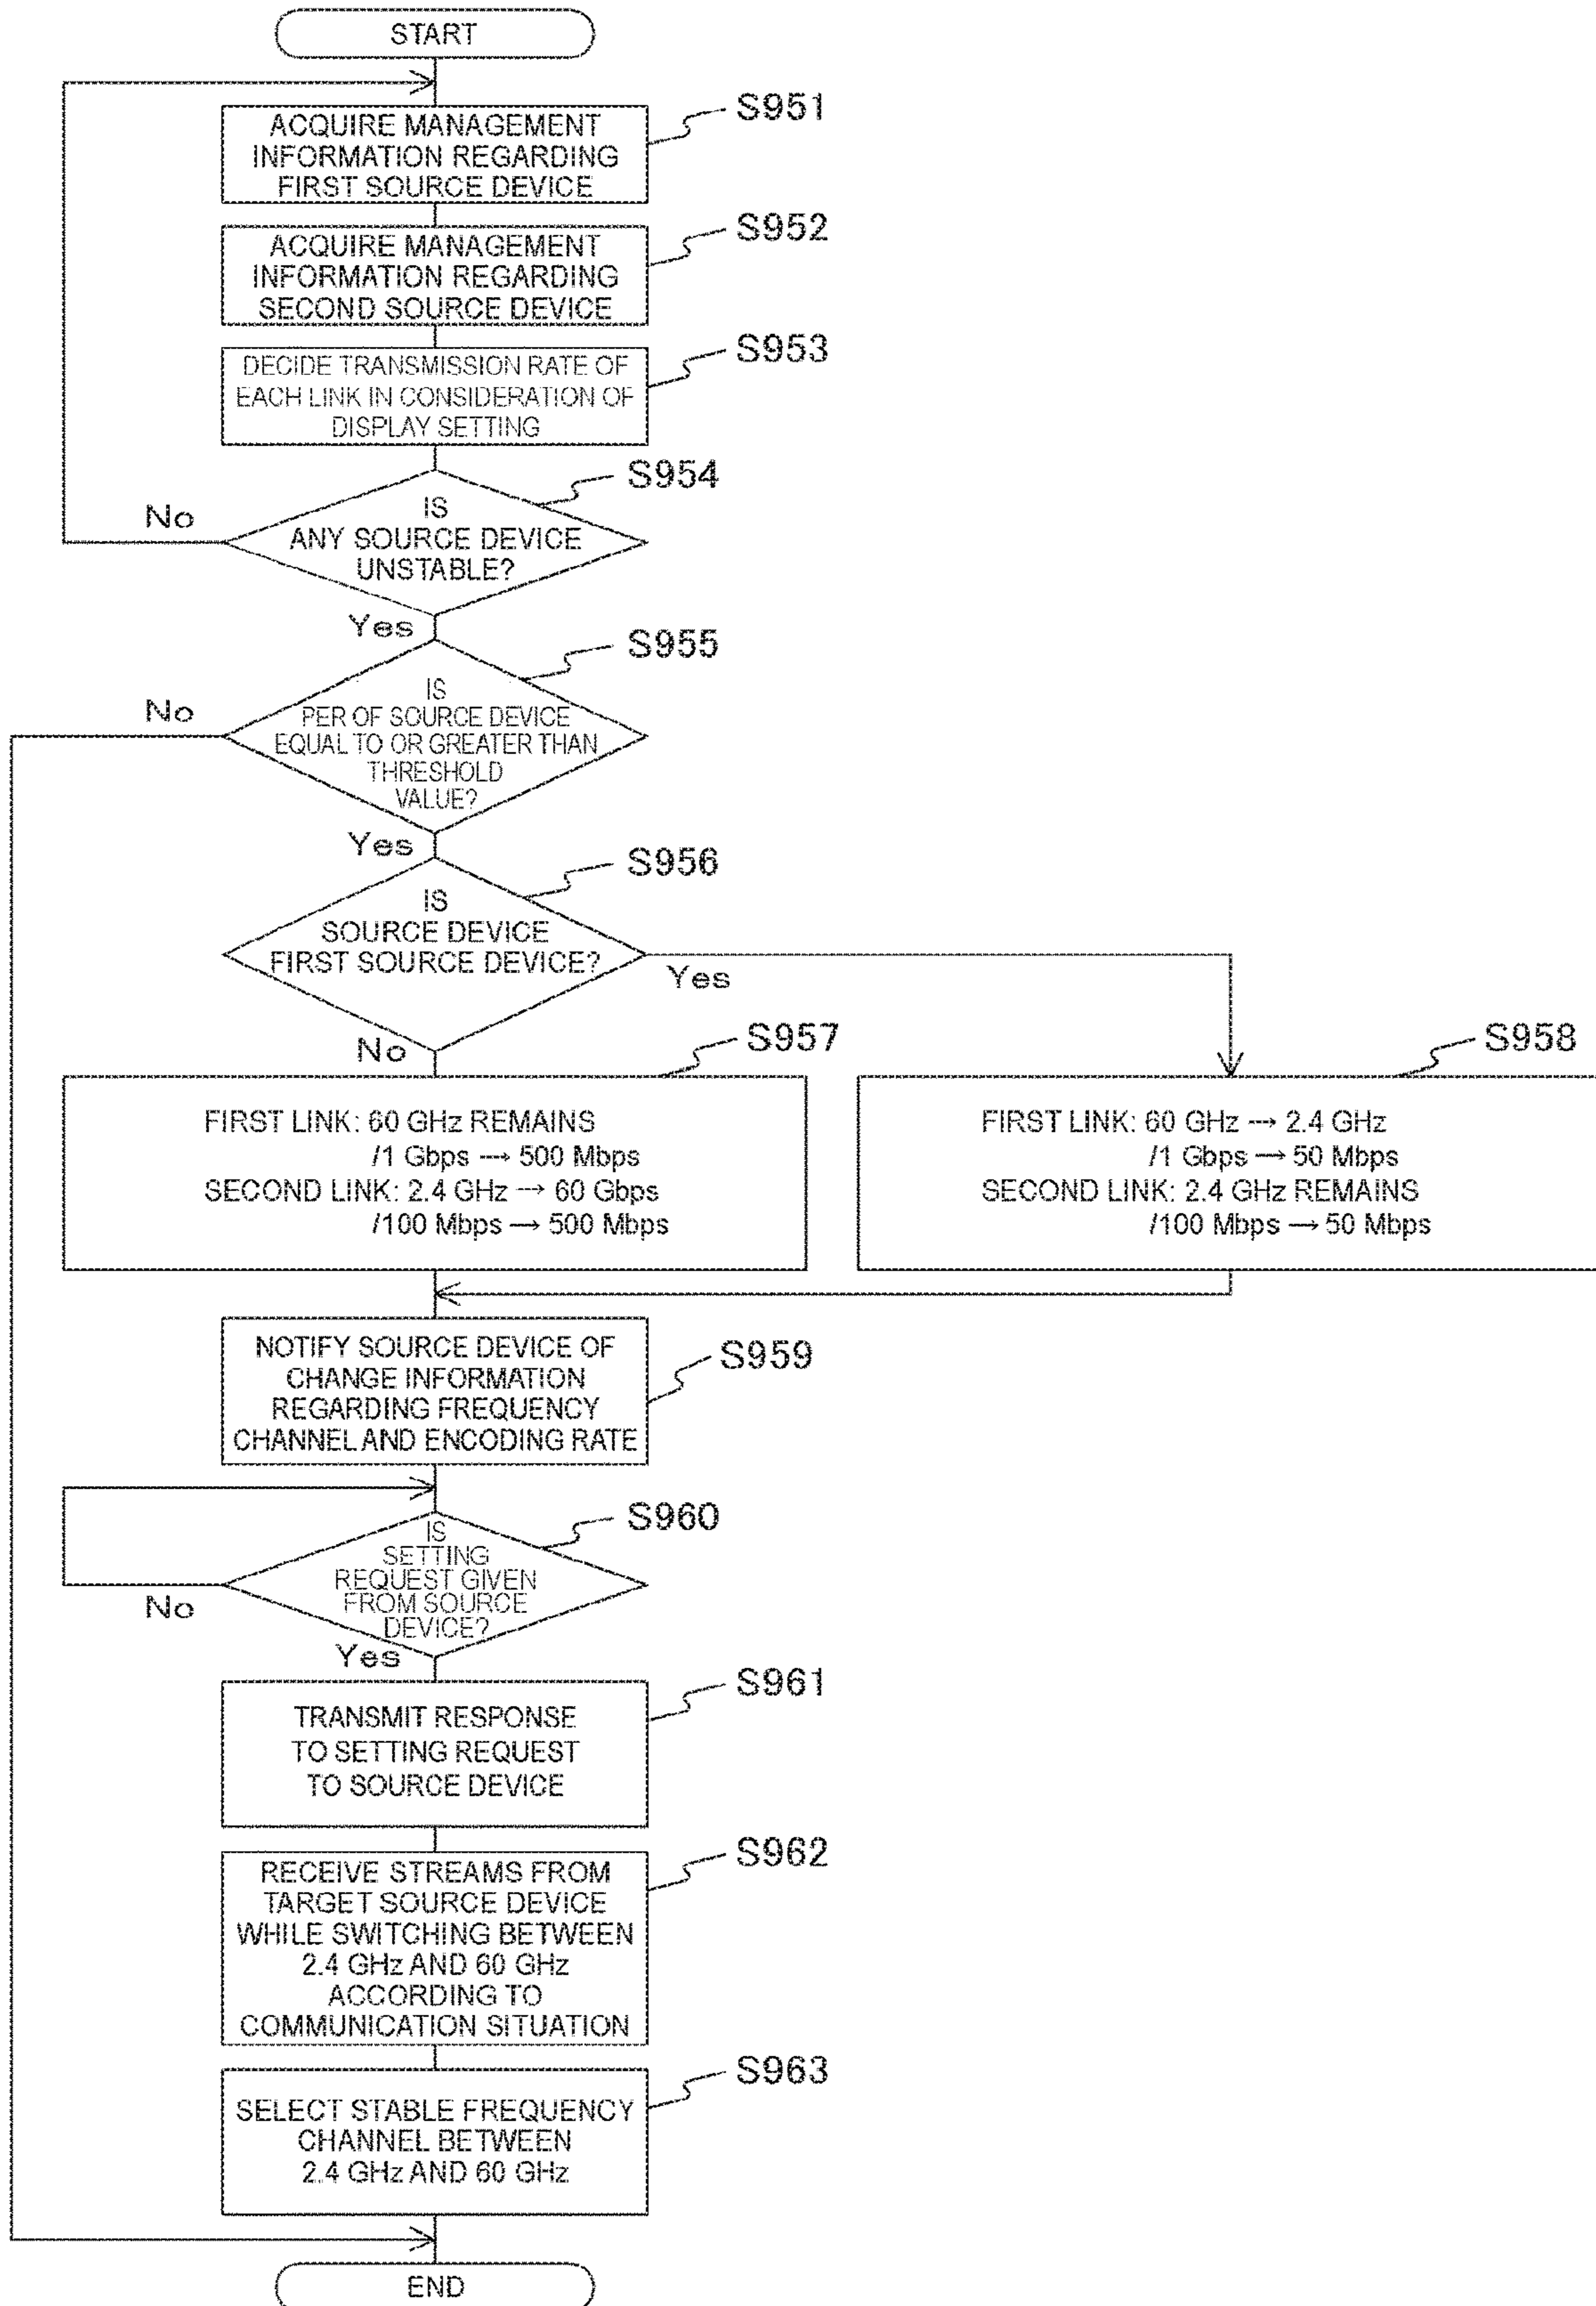 START
S951
ACQUIRE MANAGEMENT
INFORMATION REGARDING
FIRST SOURCE DEVICE
S952
ACQUIRE MANAGEMENT
INFORMATION REGARDING
SECOND SOURCE DEVICE
S953
DECIDE TRANSMISSION RATE OF
EACH LINK IN CONSIDERATION OF
DISPLAY SETTING
S954
No
IS
ANY SOURCE DEVICE
UNSTABLE?
Yes
S955
No
IS
PER OF SOURCE DEVICE
EQUAL TO OR GREATER THAN
THRESHOLD
VALUE?
Yes
S956
IS
SOURCE DEVICE
FIRST SOURCE DEVICE?
Yes
No
S957
FIRST LINK: 60 GHz REMAINS
/1 Gbps → 500 Mbps
SECOND LINK: 2.4 GHz → 60 Gbps
/100 Mbps → 500 Mbps
S958
FIRST LINK: 60 GHz → 2.4 GHz
/1 Gbps → 50 Mbps
SECOND LINK: 2.4 GHz REMAINS
/100 Mbps → 50 Mbps
S959
NOTIFY SOURCE DEVICE OF
CHANGE INFORMATION
REGARDING FREQUENCY
CHANNEL AND ENCODING RATE
S960
IS
SETTING
REQUEST GIVEN
FROM SOURCE
DEVICE?
No
Yes
S961
TRANSMIT RESPONSE
TO SETTING REQUEST
TO SOURCE DEVICE
S962
RECEIVE STREAMS FROM
TARGET SOURCE DEVICE
WHILE SWITCHING BETWEEN
2.4 GHz AND 60 GHz
ACCORDING TO
COMMUNICATION SITUATION
S963
SELECT STABLE FREQUENCY
CHANNEL BETWEEN
2.4 GHz AND 60 GHz
END